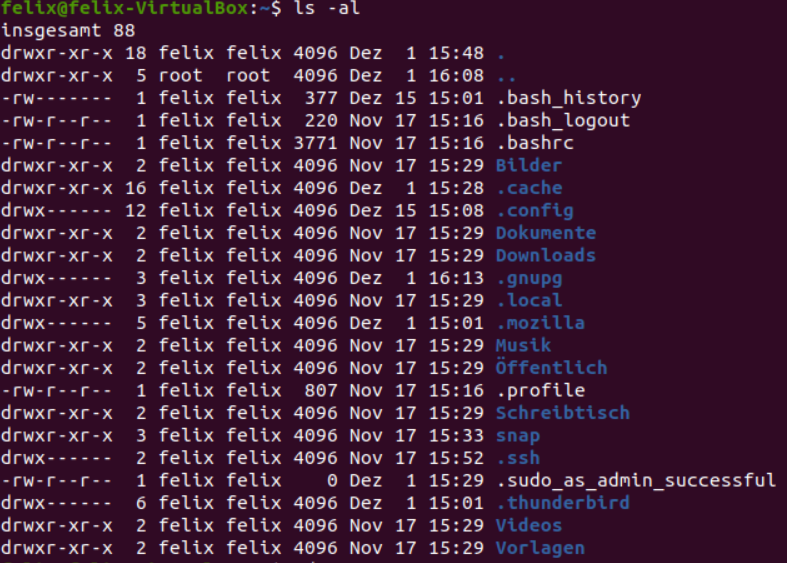 felix@felix-VirtualBox:~$ ls -al
insgesamt 88
drwxr-xr-x 18 felix felix 4096 Dez  1 15:48 .
drwxr-xr-x  5 root  root  4096 Dez  1 16:08 ..
-rw-------  1 felix felix  377 Dez 15 15:01 .bash_history
-rw-r--r--  1 felix felix  220 Nov 17 15:16 .bash_logout
-rw-r--r--  1 felix felix 3771 Nov 17 15:16 .bashrc
drwxr-xr-x  2 felix felix 4096 Nov 17 15:29 Bilder
drwxr-xr-x 16 felix felix 4096 Dez  1 15:28 .cache
drwx------ 12 felix felix 4096 Dez 15 15:08 .config
drwxr-xr-x  2 felix felix 4096 Nov 17 15:29 Dokumente
drwxr-xr-x  2 felix felix 4096 Nov 17 15:29 Downloads
drwx------  3 felix felix 4096 Dez  1 16:13 .gnupg
drwxr-xr-x  3 felix felix 4096 Nov 17 15:29 .local
drwx------  5 felix felix 4096 Dez  1 15:01 .mozilla
drwxr-xr-x  2 felix felix 4096 Nov 17 15:29 Musik
drwxr-xr-x  2 felix felix 4096 Nov 17 15:29 Öffentlich
-rw-r--r--  1 felix felix  807 Nov 17 15:16 .profile
drwxr-xr-x  2 felix felix 4096 Nov 17 15:29 Schreibtisch
drwxr-xr-x  3 felix felix 4096 Nov 17 15:33 snap
drwx------  2 felix felix 4096 Nov 17 15:52 .ssh
-rw-r--r--  1 felix felix    0 Dez  1 15:29 .sudo_as_admin_successful
drwx------  6 felix felix 4096 Dez  1 15:01 .thunderbird
drwxr-xr-x  2 felix felix 4096 Nov 17 15:29 Videos
drwxr-xr-x  2 felix felix 4096 Nov 17 15:29 Vorlagen